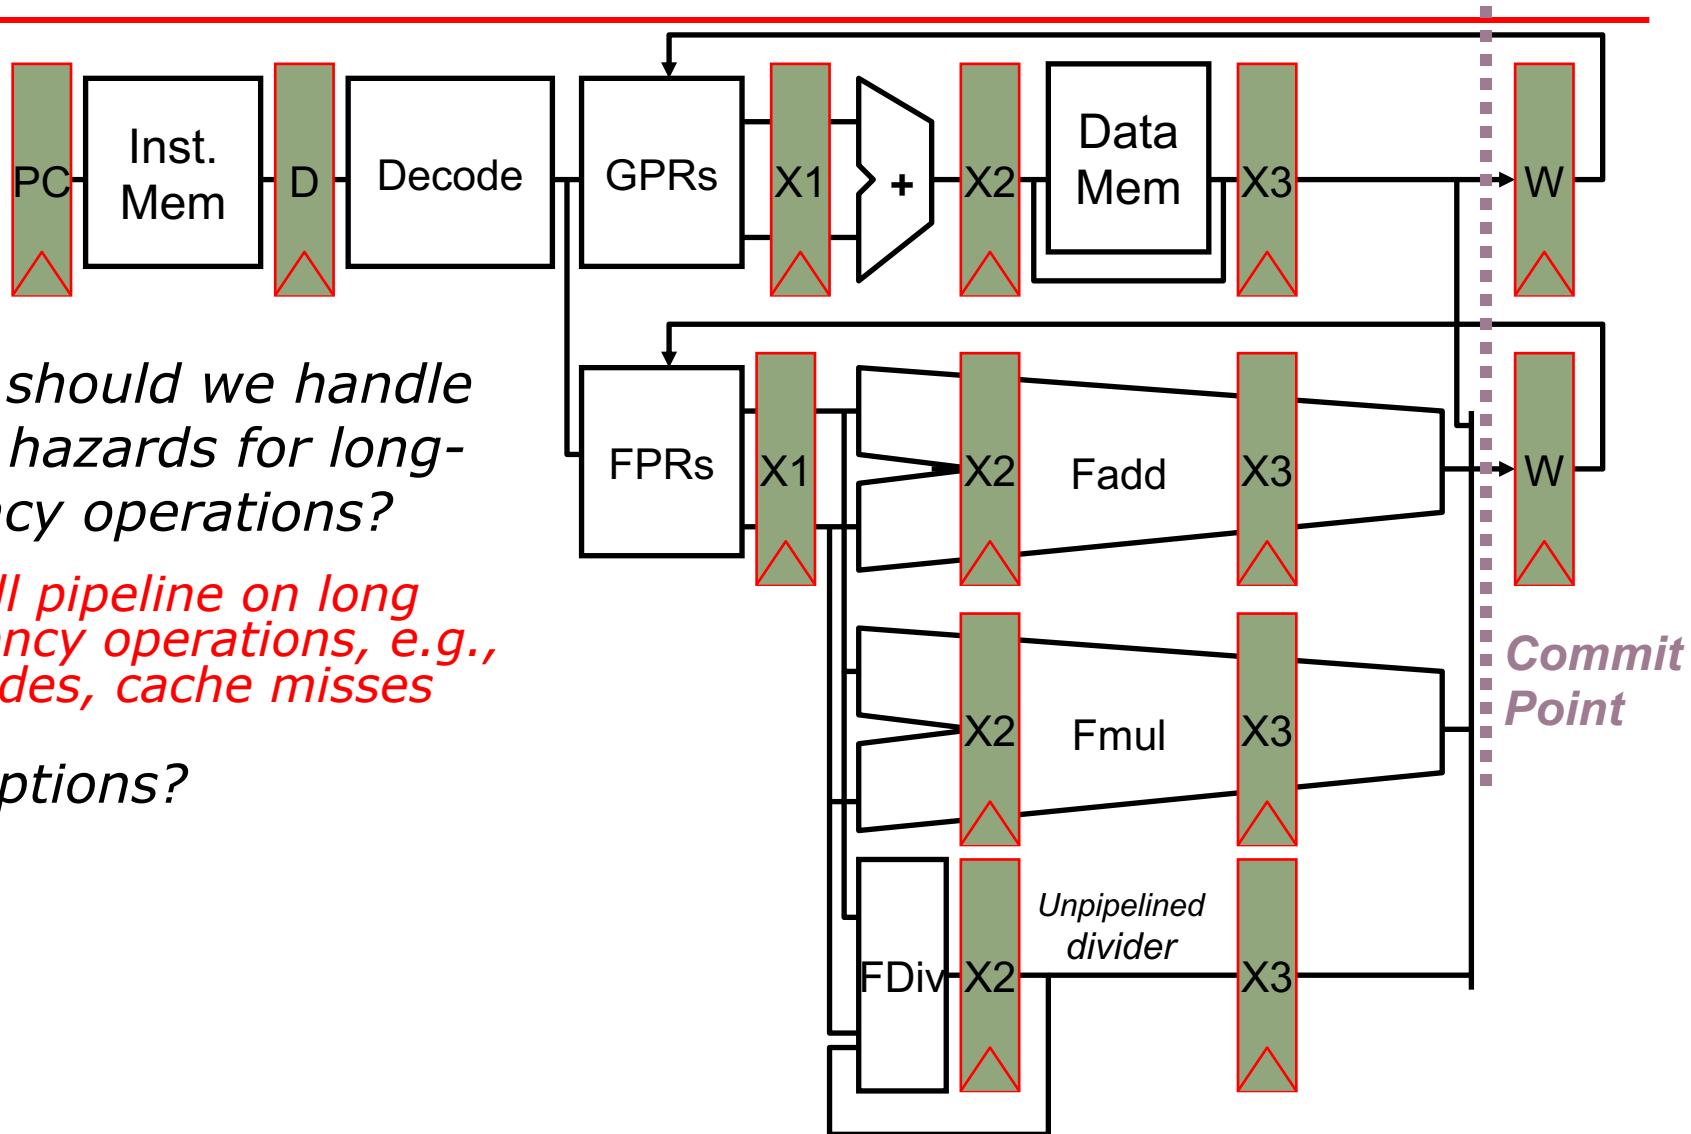 PC
Inst.
Mem
D
Decode
GPRs
X1
+
X2
Data
Mem
X3
W
should we handle
hazards for long-
ncy operations?
ll pipeline on long
ency operations, e.g.,
des, cache misses
ptions?
FPRs
X1
X2
Fadd
X3
W
X2
Fmul
X3
Commit
Point
FDiv
X2
Unpipelined
divider
X3